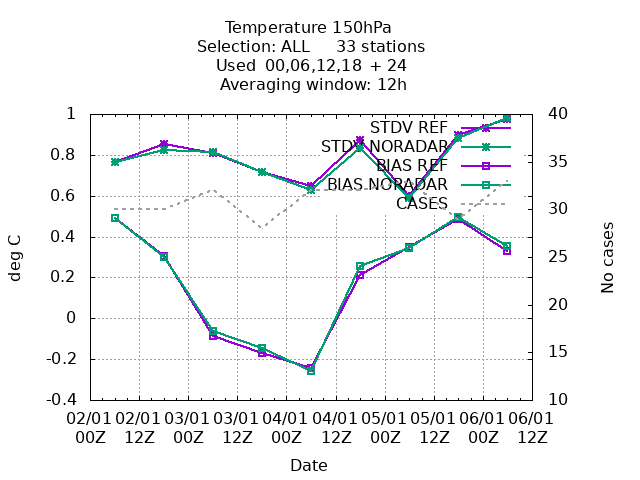 Temperature 150hPa
Selection: ALL 33 stations
Used 00,06,12,18 + 24
Averaging window: 12h
STDV REF
STDV NORADAR
BIAS REF
BIAS NORADAR
CASES
1
0.8
0.6
0.4
0.2
0
-0.2
-0.4
deg C
40
35
30
25
20
15
10
No cases
02/01 02/01 03/01 03/01 04/01 04/01 05/01 05/01 06/01 06/01
00Z 12Z 00Z 12Z 00Z 12Z 00Z 12Z 00Z 12Z
Date